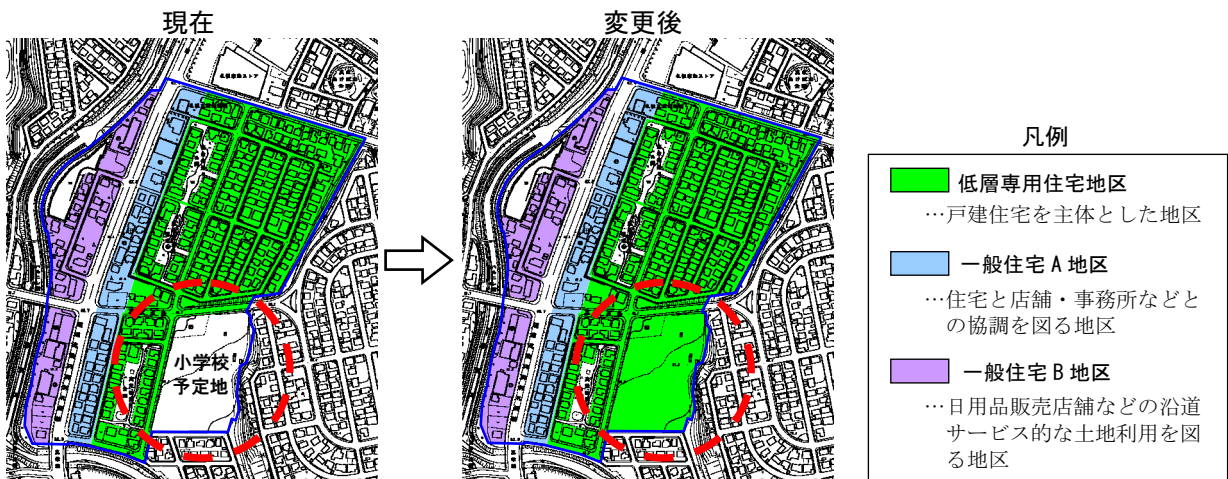 現在
変更後
小学校
予定地
凡例
低層専用住宅地区
…戸建住宅を主体とした地区
一般住宅A地区
…住宅と店舗・事務所などと
の協調を図る地区
一般住宅B地区
…日用品販売店舗などの沿道
サービス的な土地利用を図
る地区